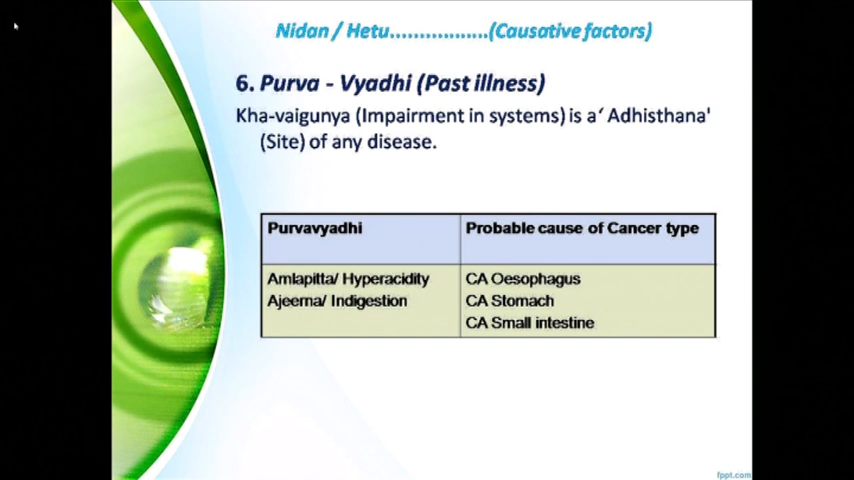 Nidan / Hetu.................(Causative factors)
6. Purva - Vyadhi (Past illness)
Kha-vaigunya (Impairment in systems) is a‘ Adhisthana'
(Site) of any disease.
Purvavyadhi
Probable cause of Cancer type
Amlapitta/ Hyperacidity
Ajeerna/ Indigestion
CA Oesophagus
CA Stomach
CA Small intestine
fppt.com